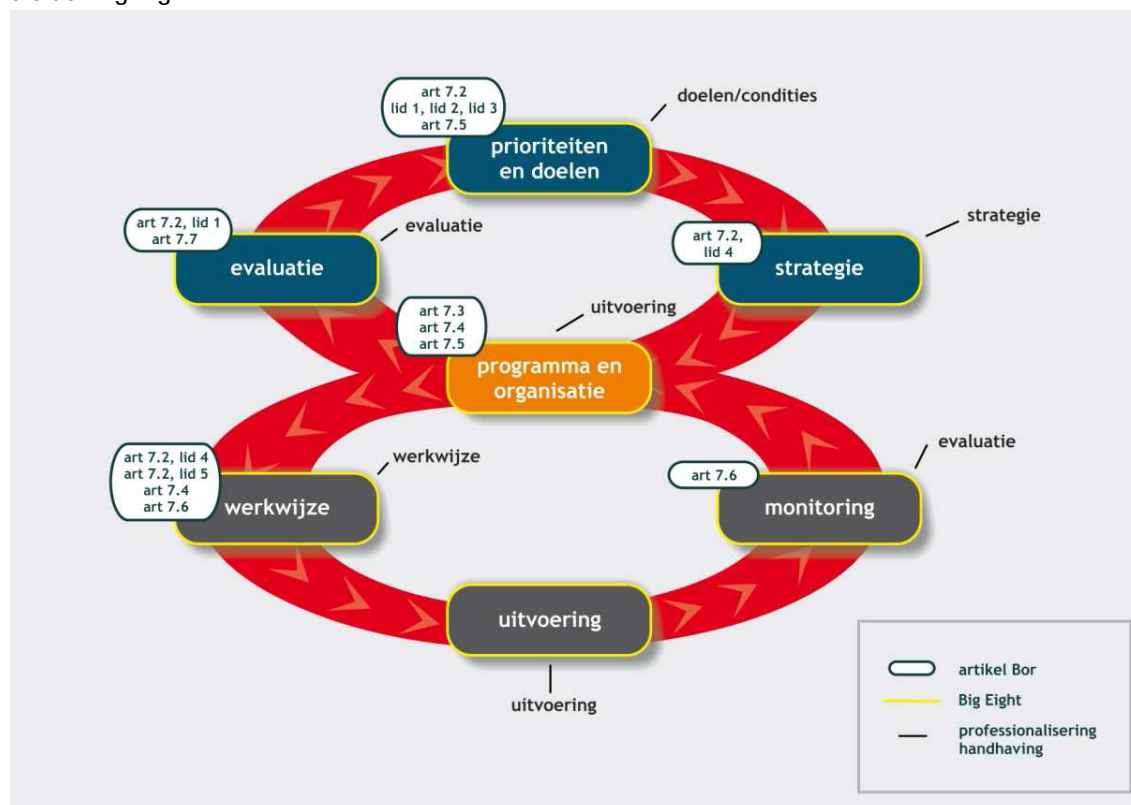 art 7.2
lid 1, lid 2, lid 3
art 7.5
doelen/condities
prioriteiten
en doelen
art 7.2, lid 1
art 7.7
evaluatie
evaluatie
art 7.2,
lid 4
strategie
strategie
art 7.3
art 7.4
art 7.5
uitvoering
programma en
organisatie
art 7.2, lid 4
art 7.2, lid 5
art 7.4
art 7.6
werkwijze
werkwijze
art 7.6
evaluatie
monitoring
uitvoering
uitvoering
artikel Bor
Big Eight
professionalisering
handhaving